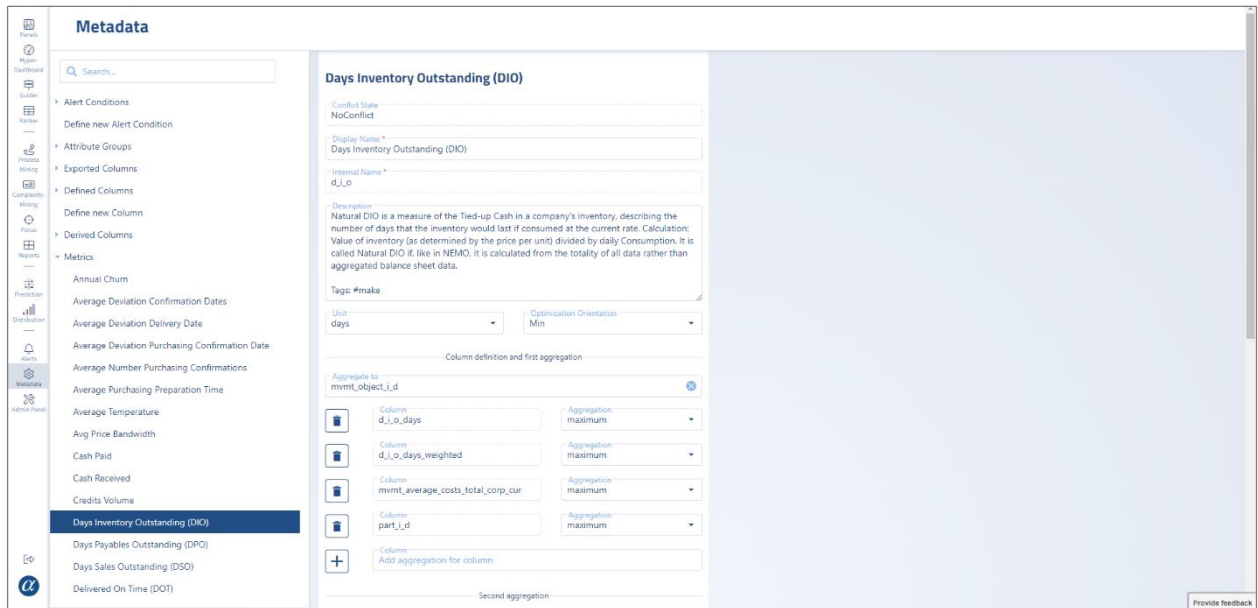 Metadata
Panels
Hyper-
Dashboard
Guider
Ranker
Process
Mining
Complexity-
Mining
Focus
Reports
Prediction
Distribution
Alerts
Metadata
Admin Panel
Search...
Alert Conditions
Define new Alert Condition
Attribute Groups
Exported Columns
Defined Columns
Define new Column
Derived Columns
Metrics
Annual Churn
Average Deviation Confirmation Dates
Average Deviation Delivery Date
Average Deviation Purchasing Confirmation Date
Average Number Purchasing Confirmations
Average Purchasing Preparation Time
Average Temperature
Avg Price Bandwidth
Cash Paid
Cash Received
Credits Volume
Days Inventory Outstanding (DIO)
Days Payables Outstanding (DPO)
Days Sales Outstanding (DSO)
Delivered On Time (DOT)
Days Inventory Outstanding (DIO)
Conflict State
NoConflict
Display Name *
Days Inventory Outstanding (DIO)
Internal Name *
d_i_o
Description
Natural DIO is a measure of the Tied-up Cash in a company's inventory, describing the
number of days that the inventory would last if consumed at the current rate. Calculation:
Value of inventory (as determined by the price per unit) divided by daily Consumption. It is
called Natural DIO if, like in NEMO, it is calculated from the totality of all data rather than
aggregated balance sheet data.
Tags: #make
Unit
days
Optimization Orientation
Min
Column definition and first aggregation
Aggregate to
mvmt_object_i_d
Column
d_i_o_days
Aggregation
maximum
Column
d_i_o_days_weighted
Aggregation
maximum
Column
mvmt_average_costs_total_corp_cur
Aggregation
maximum
Column
part_i_d
Aggregation
maximum
Column
Add aggregation for column
Second aggregation
Provide feedback